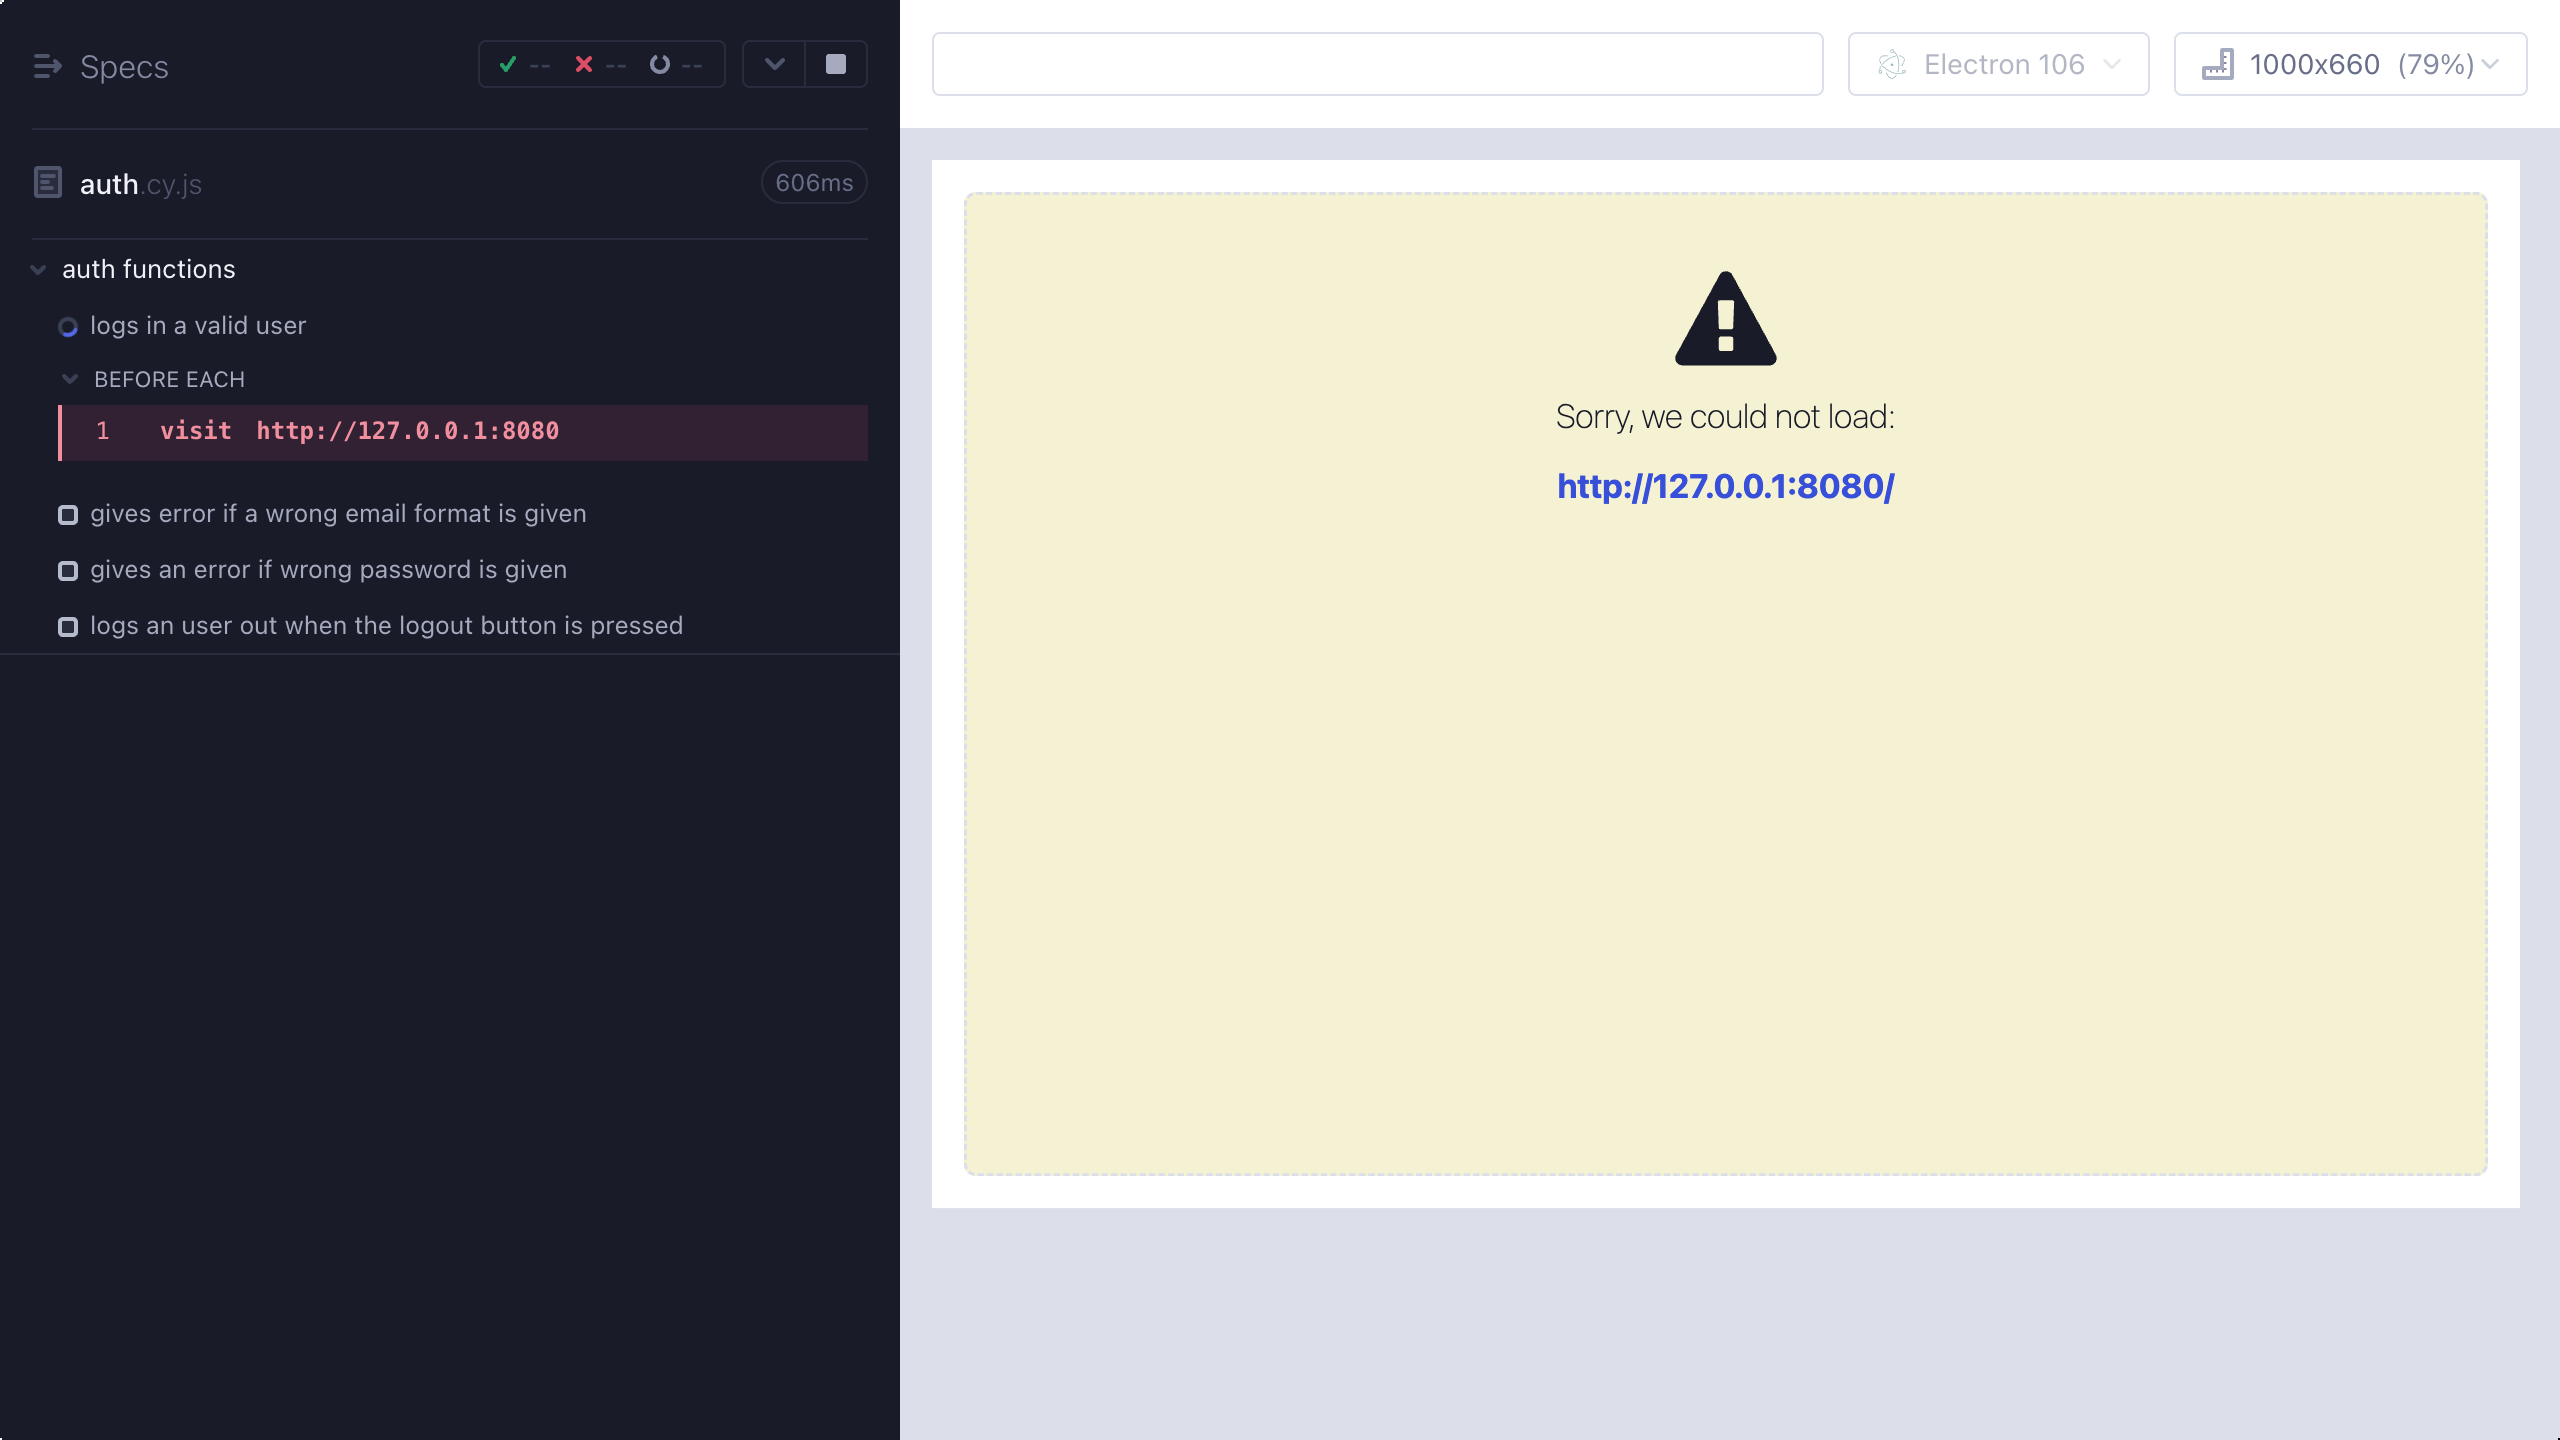 Specs
-- -- --
auth.cy.js
606ms
auth functions
logs in a valid user
BEFORE EACH
1 visit http://127.0.0.1:8080
gives error if a wrong email format is given
gives an error if wrong password is given
logs an user out when the logout button is pressed
Electron 106
1000x660 (79%)
Sorry, we could not load:
http://127.0.0.1:8080/